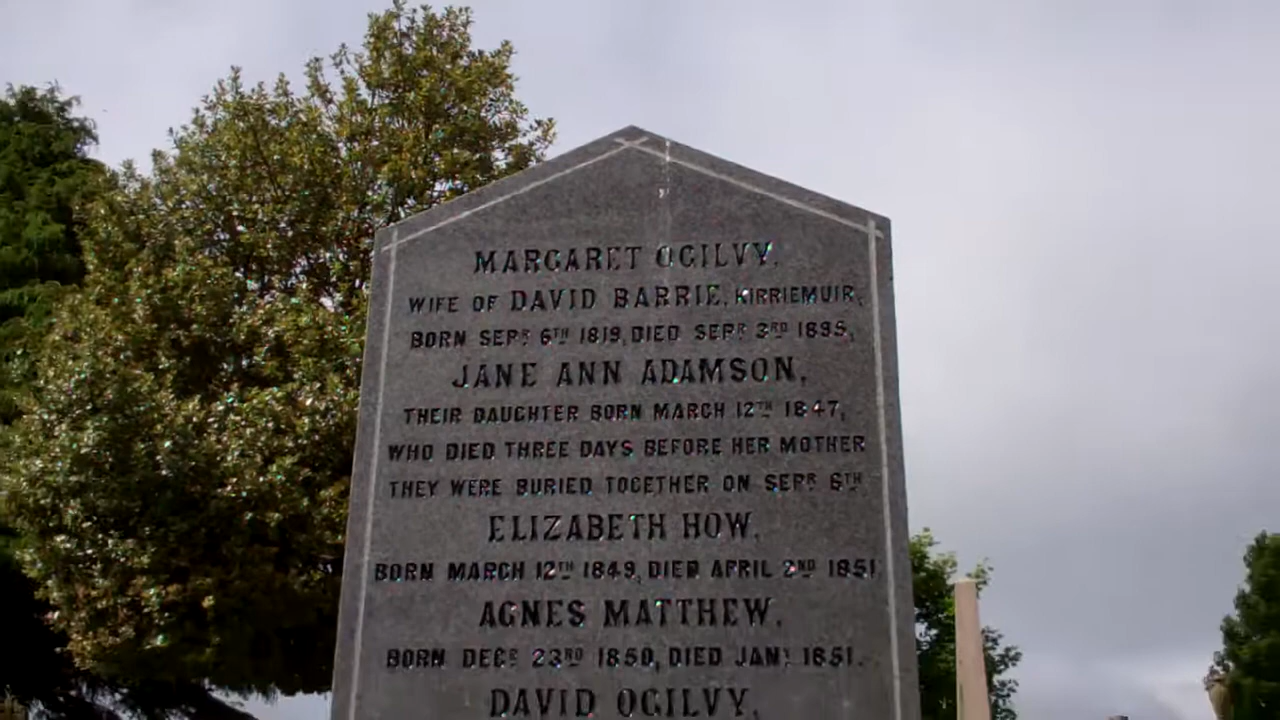 MARGARET OGILVY,
WIFE OF DAVID BARRIE, KIRRIEMUIR,
BORN SEPR 6TH 1819, DIED SEPR 3RD 1895,
JANE ANN ADAMSON,
THEIR DAUGHTER BORN MARCH 12TH 1847,
WHO DIED THREE DAYS BEFORE HER MOTHER
THEY WERE BURIED TOGETHER ON SEPR 6TH
ELIZABETH HOW,
BORN MARCH 12TH 1849, DIED APRIL 2ND 1851
AGNES MATTHEW,
BORN DECR 23RD 1850, DIED JANY 1851.
DAVID OGILVY,